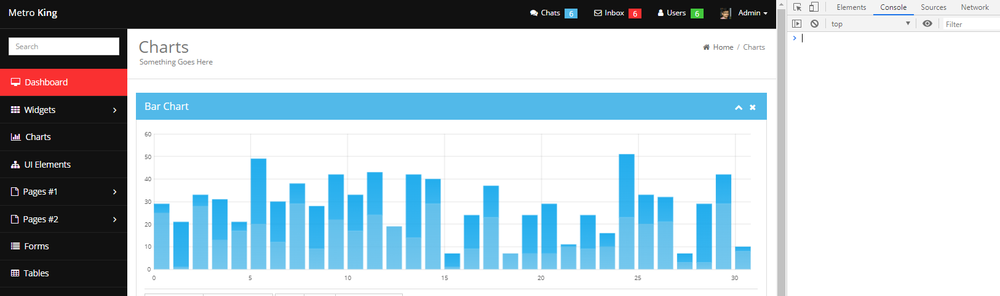 Metro King
Chats 6
Inbox 6
Users 6
Admin
Search
Dashboard
Widgets
Charts
UI Elements
Pages #1
Pages #2
Forms
Tables
Charts
Something Goes Here
Home / Charts
Bar Chart
60
50
40
30
20
10
0
0 5 10 15 20 25 30
Elements Console Sources Network
top
Filter